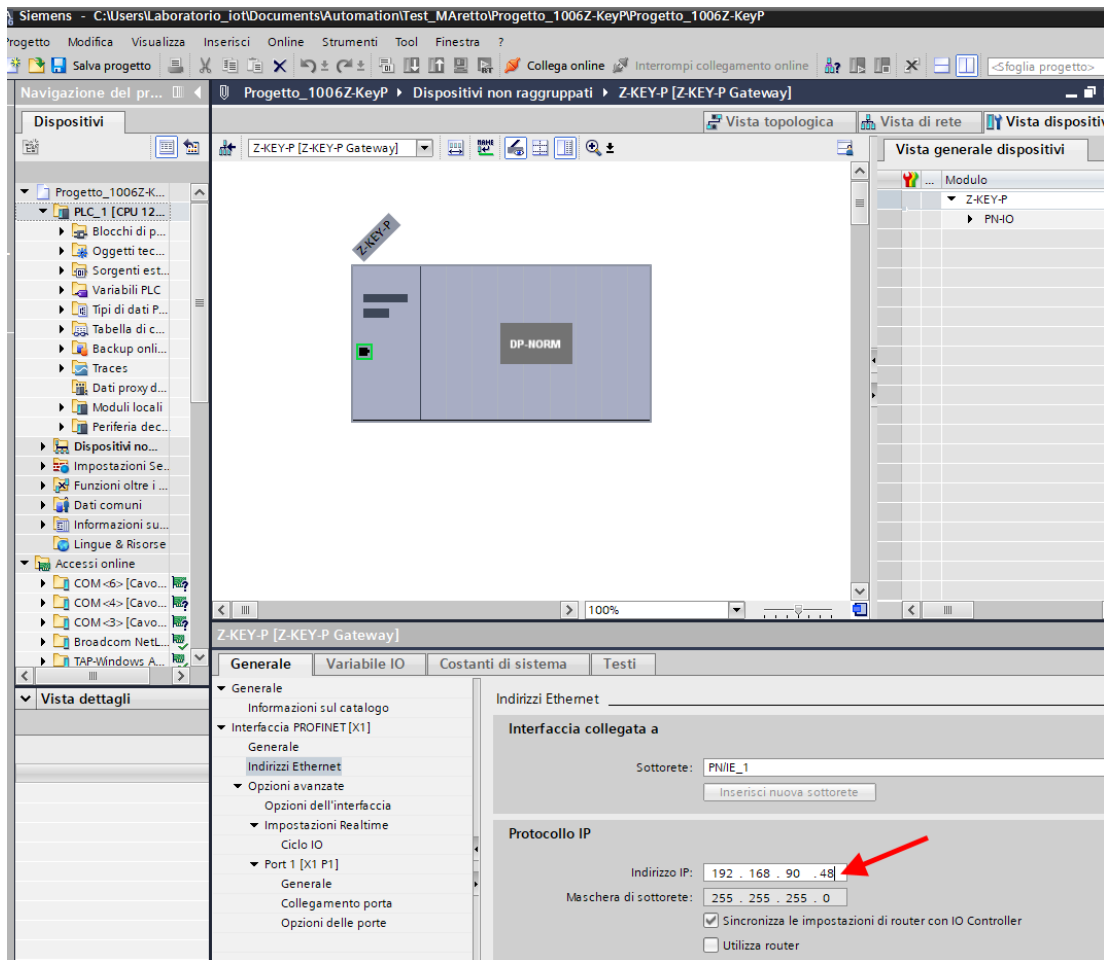 Siemens - C:\Users\Laboratorio_iot\Documents\Automation\Test_MAretto\Progetto_1006Z-KeyP\Progetto_1006Z-KeyP
Progetto Modifica Visualizza Inserisci Online Strumenti Tool Finestra ?
Salva progetto Collega online Interrompi collegamento online <Sfoglia progetto>
Navigazione del pr...
Progetto_1006Z-KeyP Dispositivi non raggruppati Z-KEY-P [Z-KEY-P Gateway]
Dispositivi
Vista topologica Vista di rete Vista dispositiv
Z-KEY-P [Z-KEY-P Gateway]
Vista generale dispositivi
... Modulo
Z-KEY-P
PN-IO
Progetto_1006Z-K...
PLC_1 [CPU 12...
Blocchi di p...
Oggetti tec...
Sorgenti est...
Variabili PLC
Tipi di dati P...
Tabella di c...
Backup onli...
Traces
Dati proxy d...
Moduli locali
Periferia dec...
Dispositivi no...
Impostazioni Se...
Funzioni oltre i ...
Dati comuni
Informazioni su...
Lingue & Risorse
Accessi online
COM <6> [Cavo...
COM <4> [Cavo...
COM <3> [Cavo...
Broadcom NetL...
TAP-Windows A...
Vista dettagli
Z-KEY-P
DP-NORM
100%
Z-KEY-P [Z-KEY-P Gateway]
Generale Variabile IO Costanti di sistema Testi
Generale
Informazioni sul catalogo
Interfaccia PROFINET [X1]
Generale
Indirizzi Ethernet
Opzioni avanzate
Opzioni dell'interfaccia
Impostazioni Realtime
Ciclo IO
Port 1 [X1 P1]
Generale
Collegamento porta
Opzioni delle porte
Indirizzi Ethernet
Interfaccia collegata a
Sottorete: PN/IE_1
Inserisci nuova sottorete
Protocollo IP
Indirizzo IP: 192 . 168 . 90 . 48
Maschera di sottorete: 255 . 255 . 255 . 0
Sincronizza le impostazioni di router con IO Controller
Utilizza router